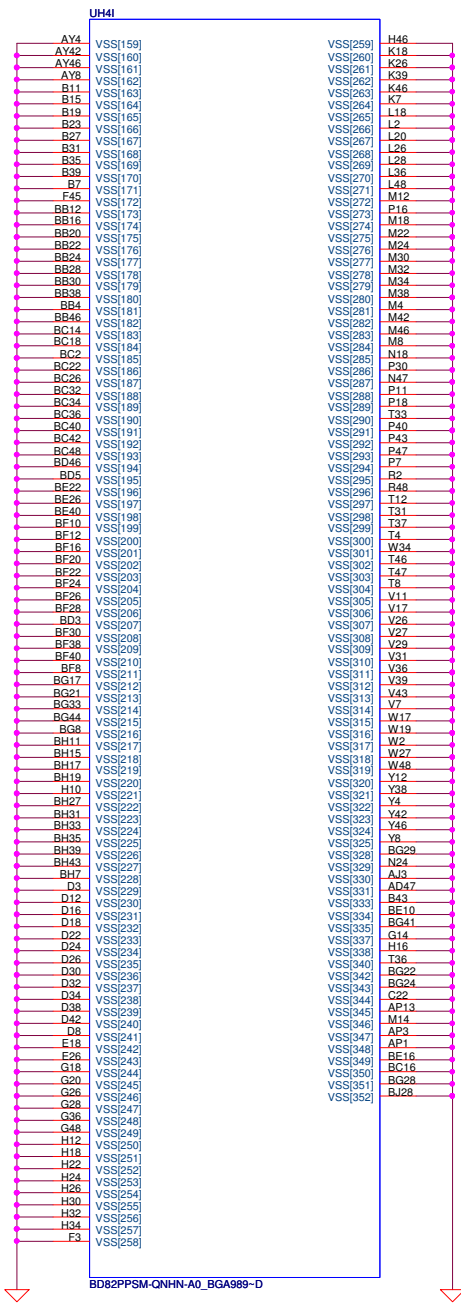 UH4I
AY4 VSS[159] VSS[259] H46
AY42 VSS[160] VSS[260] K18
AY46 VSS[161] VSS[261] K26
AY8 VSS[162] VSS[262] K39
B11 VSS[163] VSS[263] K46
B15 VSS[164] VSS[264] K7
B19 VSS[165] VSS[265] L18
B23 VSS[166] VSS[266] L2
B27 VSS[167] VSS[267] L20
B31 VSS[168] VSS[268] L26
B35 VSS[169] VSS[269] L28
B39 VSS[170] VSS[270] L36
B7 VSS[171] VSS[271] L48
F45 VSS[172] VSS[272] M12
BB12 VSS[173] VSS[273] P16
BB16 VSS[174] VSS[274] M18
BB20 VSS[175] VSS[275] M22
BB22 VSS[176] VSS[276] M24
BB24 VSS[177] VSS[277] M30
BB28 VSS[178] VSS[278] M32
BB30 VSS[179] VSS[279] M34
BB38 VSS[180] VSS[280] M38
BB4 VSS[181] VSS[281] M4
BB46 VSS[182] VSS[282] M42
BC14 VSS[183] VSS[283] M46
BC18 VSS[184] VSS[284] M8
BC2 VSS[185] VSS[285] N18
BC22 VSS[186] VSS[286] P30
BC26 VSS[187] VSS[287] N47
BC32 VSS[188] VSS[288] P11
BC34 VSS[189] VSS[289] P18
BC36 VSS[190] VSS[290] T33
BC40 VSS[191] VSS[291] P40
BC42 VSS[192] VSS[292] P43
BC48 VSS[193] VSS[293] P47
BD46 VSS[194] VSS[294] P7
BD5 VSS[195] VSS[295] R2
BE22 VSS[196] VSS[296] R48
BE26 VSS[197] VSS[297] T12
BE40 VSS[198] VSS[298] T31
BF10 VSS[199] VSS[299] T37
BF12 VSS[200] VSS[300] T4
BF16 VSS[201] VSS[301] W34
BF20 VSS[202] VSS[302] T46
BF22 VSS[203] VSS[303] T47
BF24 VSS[204] VSS[304] T8
BF26 VSS[205] VSS[305] V11
BF28 VSS[206] VSS[306] V17
BD3 VSS[207] VSS[307] V26
BF30 VSS[208] VSS[308] V27
BF38 VSS[209] VSS[309] V29
BF40 VSS[210] VSS[310] V31
BF8 VSS[211] VSS[311] V36
BG17 VSS[212] VSS[312] V39
BG21 VSS[213] VSS[313] V43
BG33 VSS[214] VSS[314] V7
BG44 VSS[215] VSS[315] W17
BG8 VSS[216] VSS[316] W19
BH11 VSS[217] VSS[317] W2
BH15 VSS[218] VSS[318] W27
BH17 VSS[219] VSS[319] W48
BH19 VSS[220] VSS[320] Y12
H10 VSS[221] VSS[321] Y38
BH27 VSS[222] VSS[322] Y4
BH31 VSS[223] VSS[323] Y42
BH33 VSS[224] VSS[324] Y46
BH35 VSS[225] VSS[325] Y8
BH39 VSS[226] VSS[328] BG29
BH43 VSS[227] VSS[329] N24
BH7 VSS[228] VSS[330] AJ3
D3 VSS[229] VSS[331] AD47
D12 VSS[230] VSS[333] B43
D16 VSS[231] VSS[334] BE10
D18 VSS[232] VSS[335] BG41
D22 VSS[233] VSS[337] G14
D24 VSS[234] VSS[338] H16
D26 VSS[235] VSS[340] T36
D30 VSS[236] VSS[342] BG22
D32 VSS[237] VSS[343] BG24
D34 VSS[238] VSS[344] C22
D38 VSS[239] VSS[345] AP13
D42 VSS[240] VSS[346] M14
D8 VSS[241] VSS[347] AP3
E18 VSS[242] VSS[348] AP1
E26 VSS[243] VSS[349] BE16
G18 VSS[244] VSS[350] BC16
G20 VSS[245] VSS[351] BG28
G26 VSS[246] VSS[352] BJ28
G28 VSS[247]
G36 VSS[248]
G48 VSS[249]
H12 VSS[250]
H18 VSS[251]
H22 VSS[252]
H24 VSS[253]
H26 VSS[254]
H30 VSS[255]
H32 VSS[256]
H34 VSS[257]
F3 VSS[258]
BD82PPSM-QNHN-A0_BGA989~D